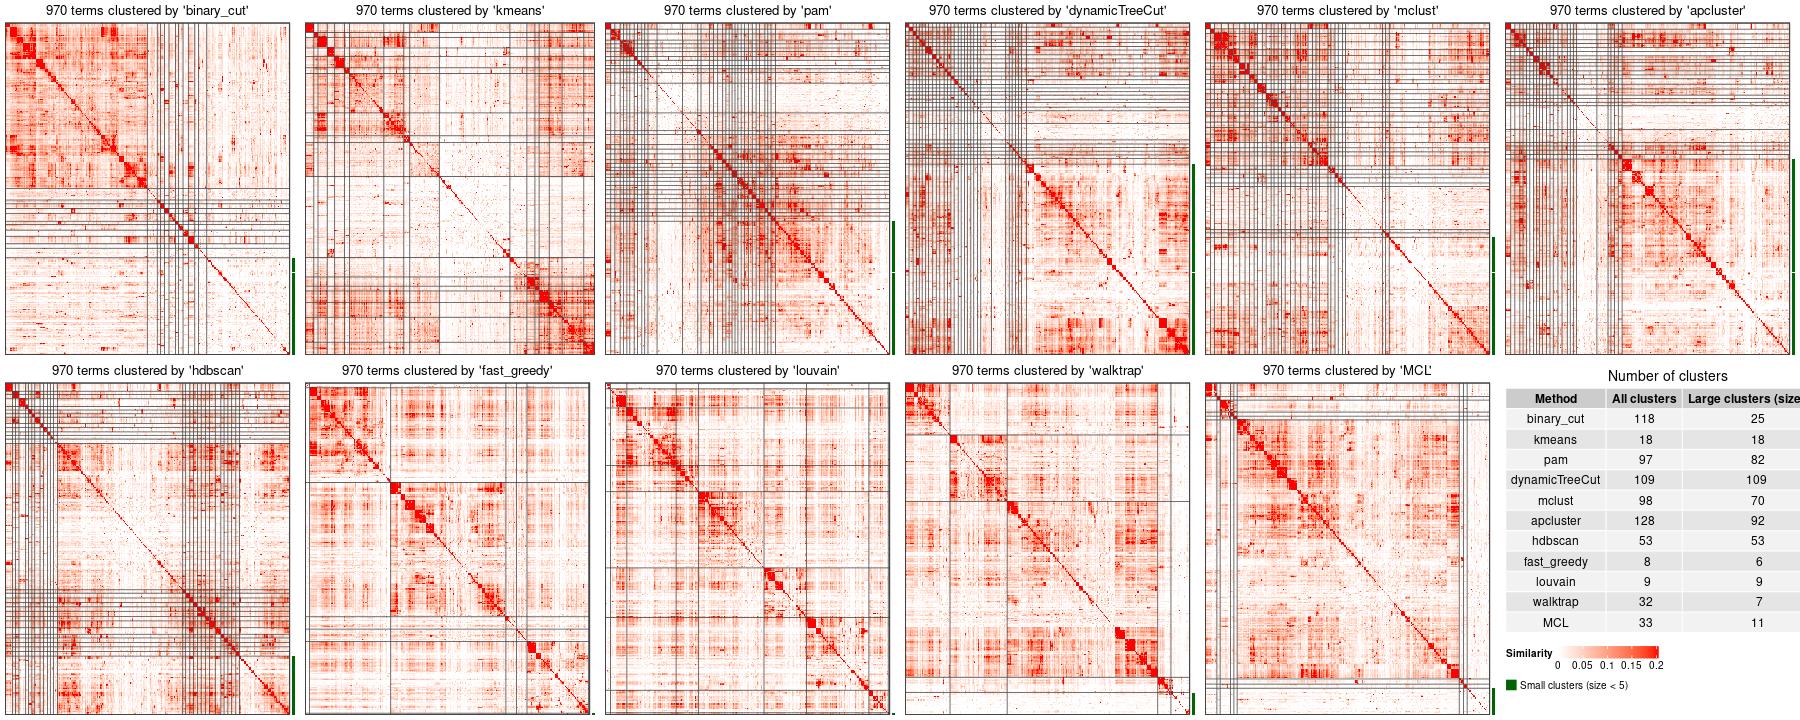 970 terms clustered by 'binary_cut'
970 terms clustered by 'kmeans'
970 terms clustered by 'pam'
970 terms clustered by 'dynamicTreeCut'
970 terms clustered by 'mclust'
970 terms clustered by 'apcluster'
970 terms clustered by 'hdbscan'
970 terms clustered by 'fast_greedy'
970 terms clustered by 'louvain'
970 terms clustered by 'walktrap'
970 terms clustered by 'MCL'
Number of clusters
Method All clusters Large clusters (size
binary_cut 118 25
kmeans 18 18
pam 97 82
dynamicTreeCut 109 109
mclust 98 70
apcluster 128 92
hdbscan 53 53
fast_greedy 8 6
louvain 9 9
walktrap 32 7
MCL 33 11
Similarity
0 0.05 0.1 0.15 0.2
Small clusters (size < 5)